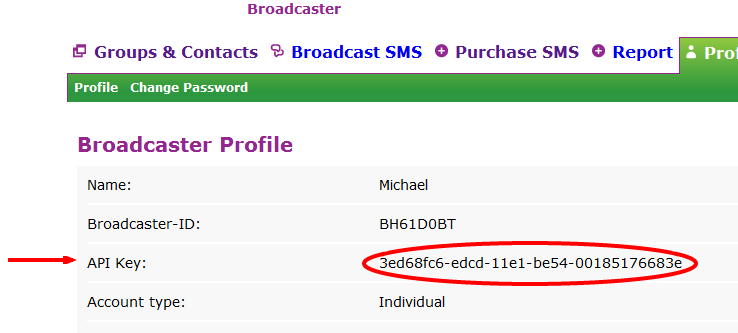 Broadcaster
Groups & Contacts Broadcast SMS Purchase SMS Report Prof
Profile Change Password
Broadcaster Profile
Name: Michael
Broadcaster-ID: BH61D0BT
API Key: 3ed68fc6-edcd-11e1-be54-00185176683e
Account type: Individual